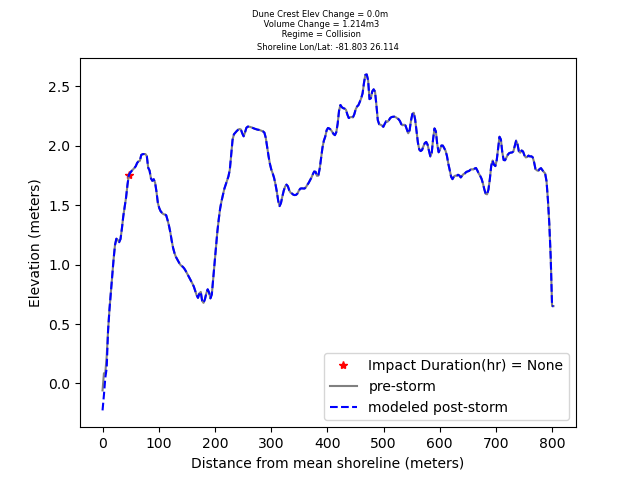 Dune Crest Elev Change = 0.0m
Volume Change = 1.214m3
Regime = Collision
Shoreline Lon/Lat: -81.803 26.114
2.5
2.0
1.5
1.0
0.5
0.0
Elevation (meters)
Impact Duration(hr) = None
pre-storm
modeled post-storm
0 100 200 300 400 500 600 700 800
Distance from mean shoreline (meters)